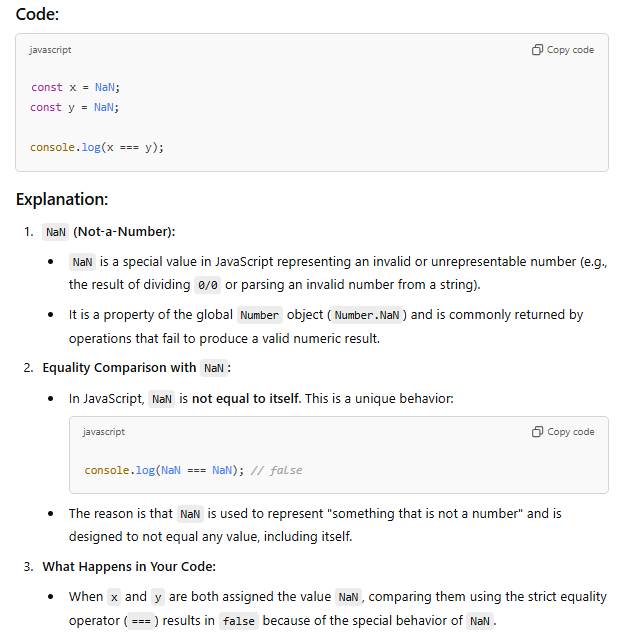 Code:
javascript
Copy code
const x = NaN;
const y = NaN;
console.log(x === y);
Explanation:
1. NaN (Not-a-Number):
• NaN is a special value in JavaScript representing an invalid or unrepresentable number (e.g.,
the result of dividing 0/0 or parsing an invalid number from a string).
• It is a property of the global Number object ( Number.NaN ) and is commonly returned by
operations that fail to produce a valid numeric result.
2. Equality Comparison with NaN :
• In JavaScript, NaN is not equal to itself. This is a unique behavior:
javascript
Copy code
console.log(NaN === NaN); // false
• The reason is that NaN is used to represent "something that is not a number" and is
designed to not equal any value, including itself.
3. What Happens in Your Code:
• When x and y are both assigned the value NaN , comparing them using the strict equality
operator ( === ) results in false because of the special behavior of NaN .